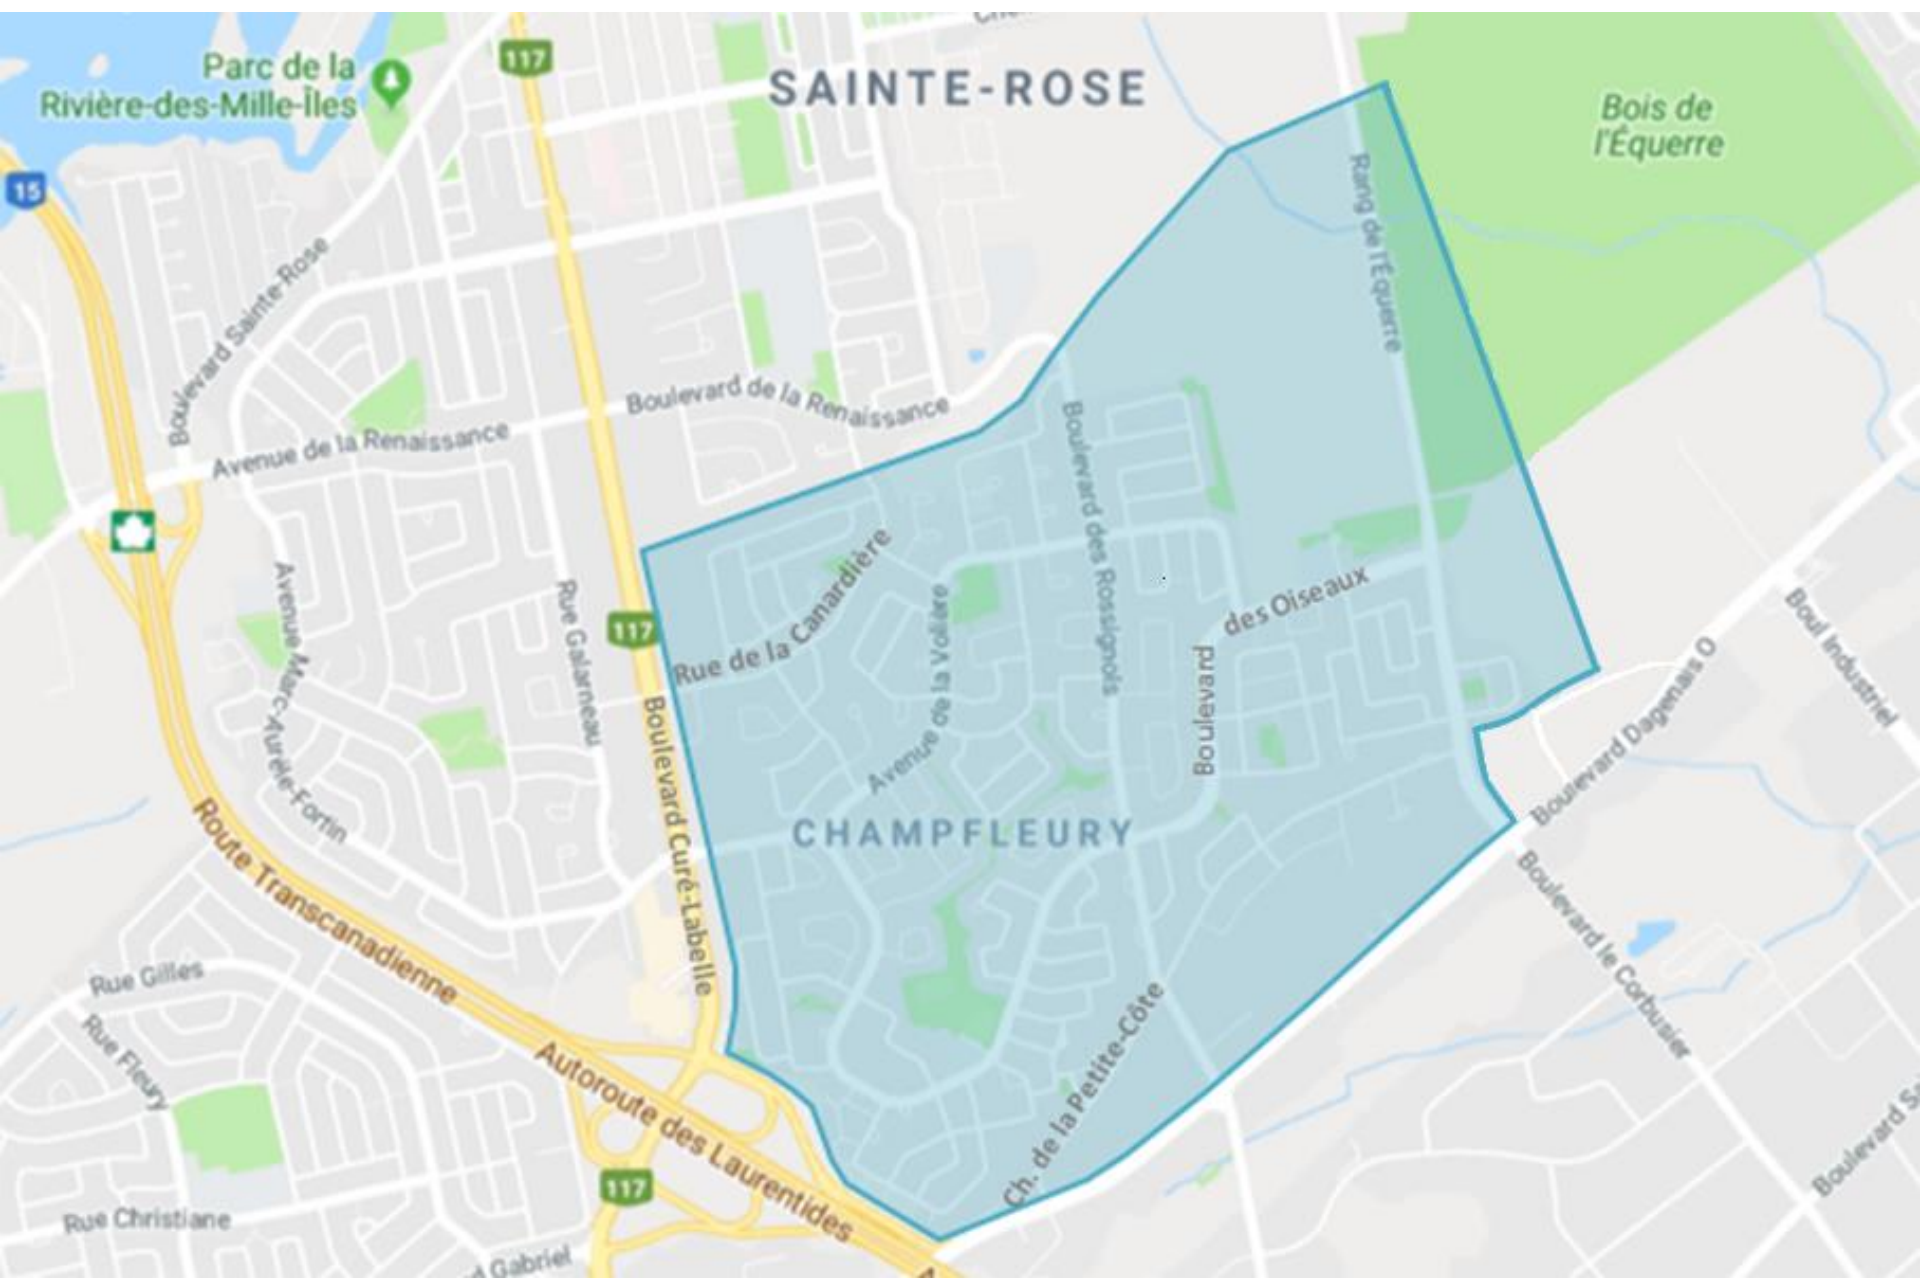 117
Parc de la
Rivière-des-Mille-Îles
SAINTE-ROSE
Bois de
l'Équerre
15
Boulevard Sainte-Rose
Rang de l'Équerre
Boulevard de la Renaissance
Avenue de la Renaissance
Boulevard des Rossignols
Rue de la Canardière
Avenue Marc-Aurèle-Fortin
Rue Galarneau
117
Avenue de la Volière
des Oiseaux
Boulevard
Boulevard Curé-Labelle
Boulevard Dagenais O
Boul Industriel
CHAMPFLEURY
Route Transcanadienne
Boulevard le Corbusier
Rue Gilles
Rue Fleury
Autoroute des Laurentides
Ch. de la Petite-Côte
117
Rue Christiane
Gabriel
Boulevard